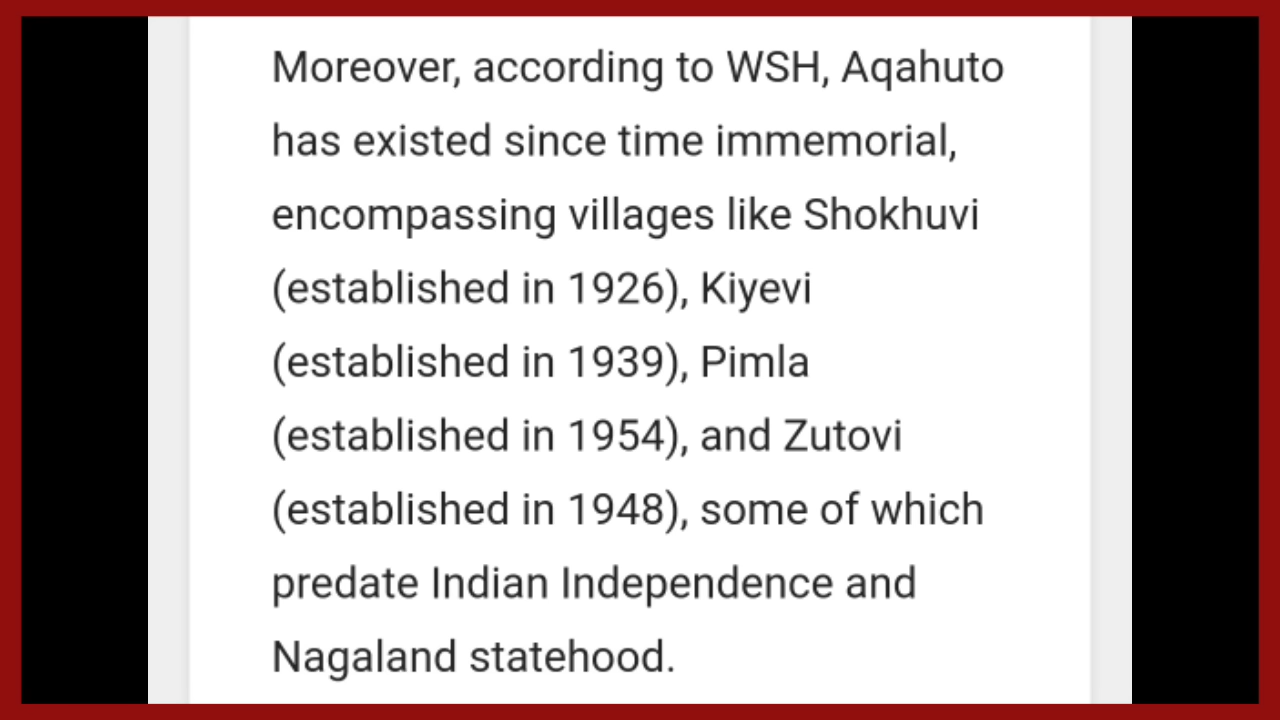 Moreover, according to WSH, Aqahuto
has existed since time immemorial,
encompassing villages like Shokhuvi
(established in 1926), Kiyevi
(established in 1939), Pimla
(established in 1954), and Zutovi
(established in 1948), some of which
predate Indian Independence and
Nagaland statehood.